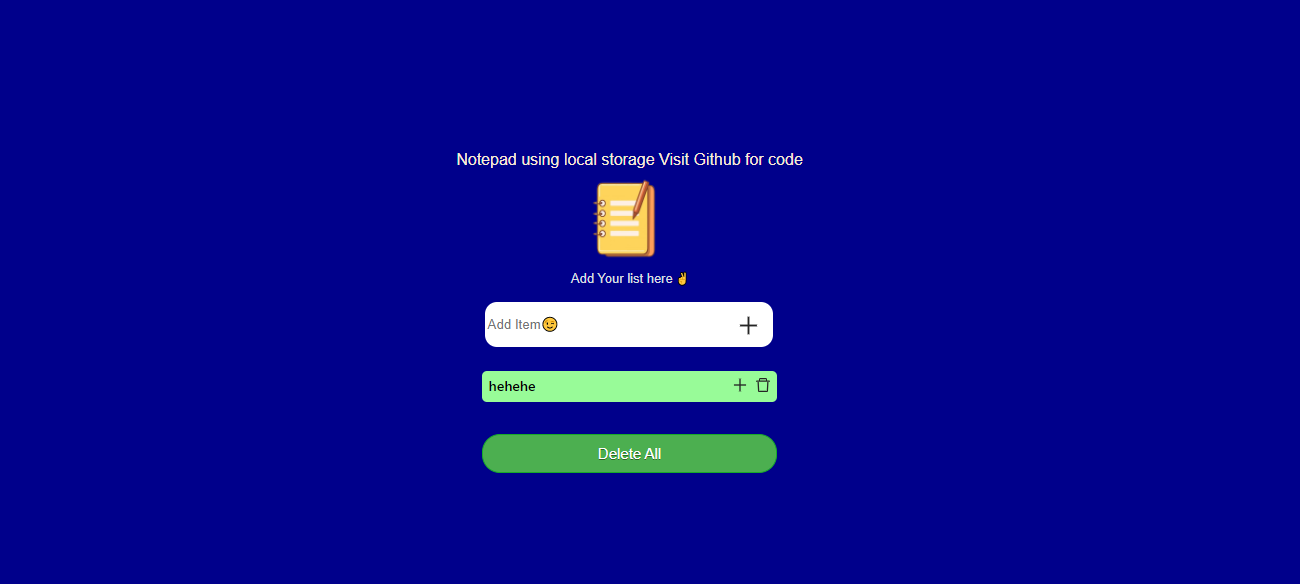 Notepad using local storage Visit Github for code
Add Your list here ✌
Add Item😉
hehehe
Delete All